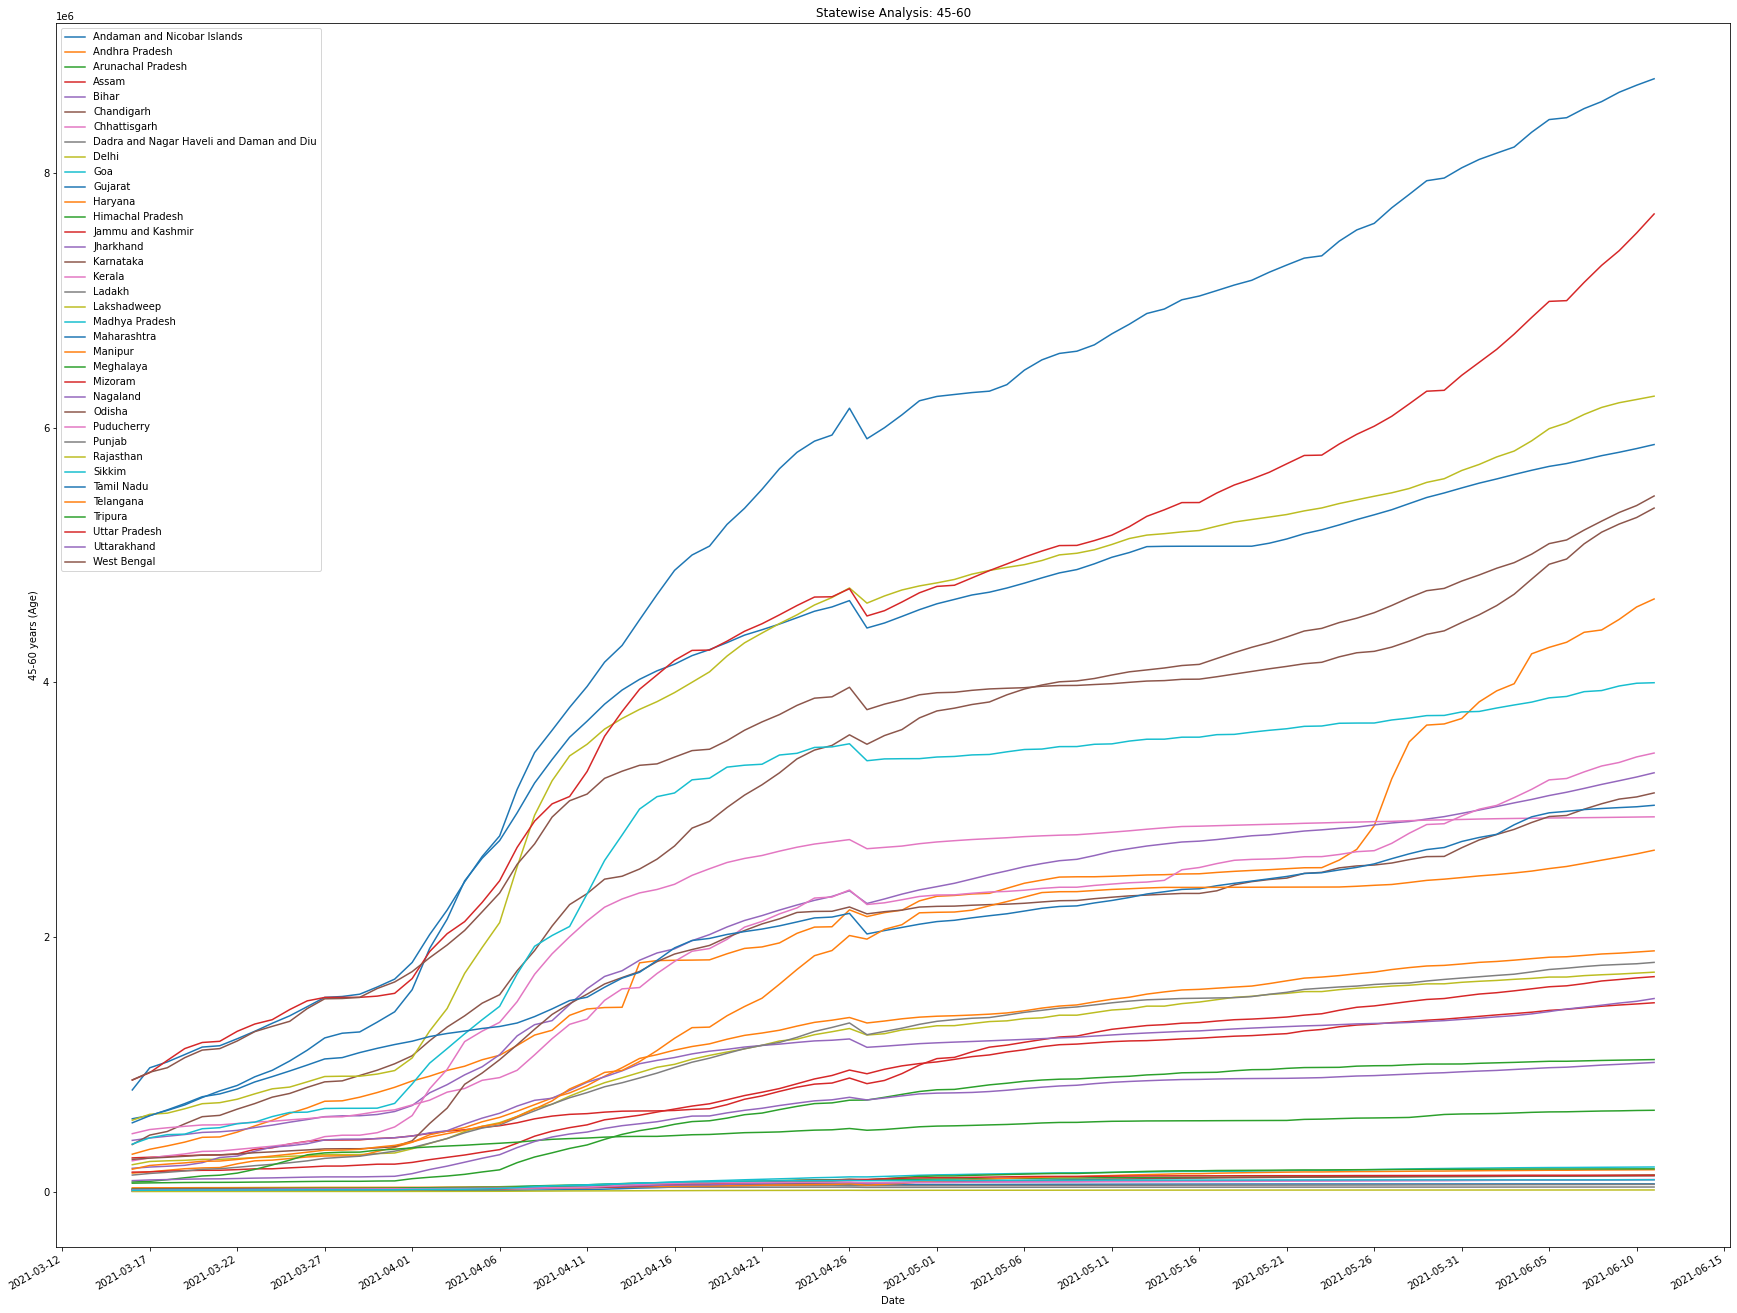 Statewise Analysis: 45-60
1e6
Andaman and Nicobar Islands
Andhra Pradesh
Arunachal Pradesh
Assam
Bihar
Chandigarh
Chhattisgarh
Dadra and Nagar Haveli and Daman and Diu
Delhi
Goa
Gujarat
Haryana
Himachal Pradesh
Jammu and Kashmir
Jharkhand
Karnataka
Kerala
Ladakh
Lakshadweep
Madhya Pradesh
Maharashtra
Manipur
Meghalaya
Mizoram
Nagaland
Odisha
Puducherry
Punjab
Rajasthan
Sikkim
Tamil Nadu
Telangana
Tripura
Uttar Pradesh
Uttarakhand
West Bengal
45-60 years (Age)
8
6
4
2
0
2021-03-12
2021-03-17
2021-03-22
2021-03-27
2021-04-01
2021-04-06
2021-04-11
2021-04-16
2021-04-21
2021-04-26
2021-05-01
2021-05-06
2021-05-11
2021-05-16
2021-05-21
2021-05-26
2021-05-31
2021-06-05
2021-06-10
2021-06-15
Date